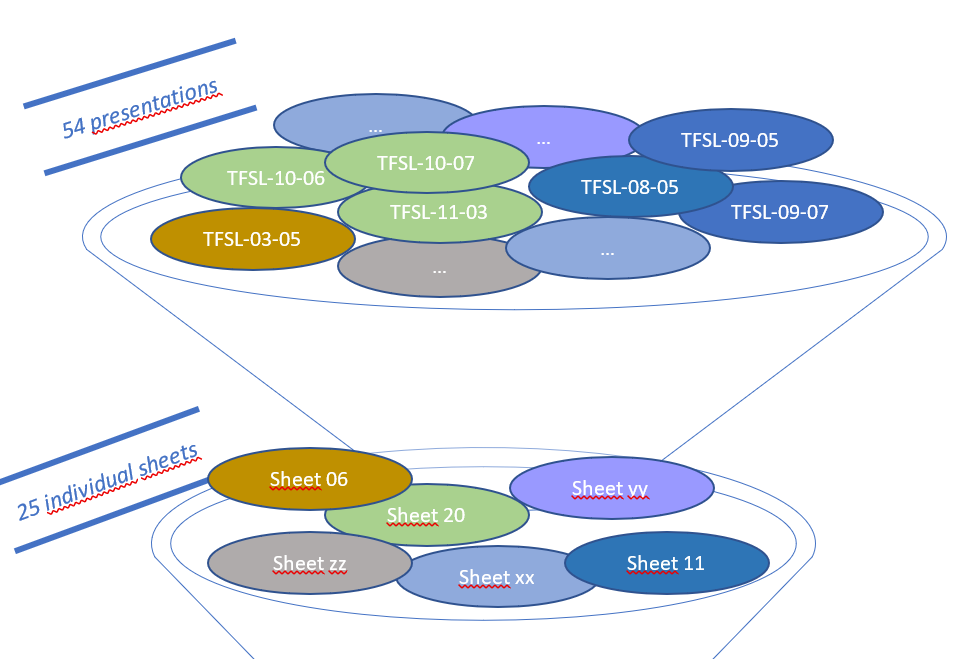 54 presentations
...
...
TFSL-09-05
TFSL-10-07
TFSL-10-06
TFSL-08-05
TFSL-11-03
TFSL-09-07
TFSL-03-05
...
...
25 individual sheets
Sheet 06
Sheet yy
Sheet 20
Sheet zz
Sheet xx
Sheet 11